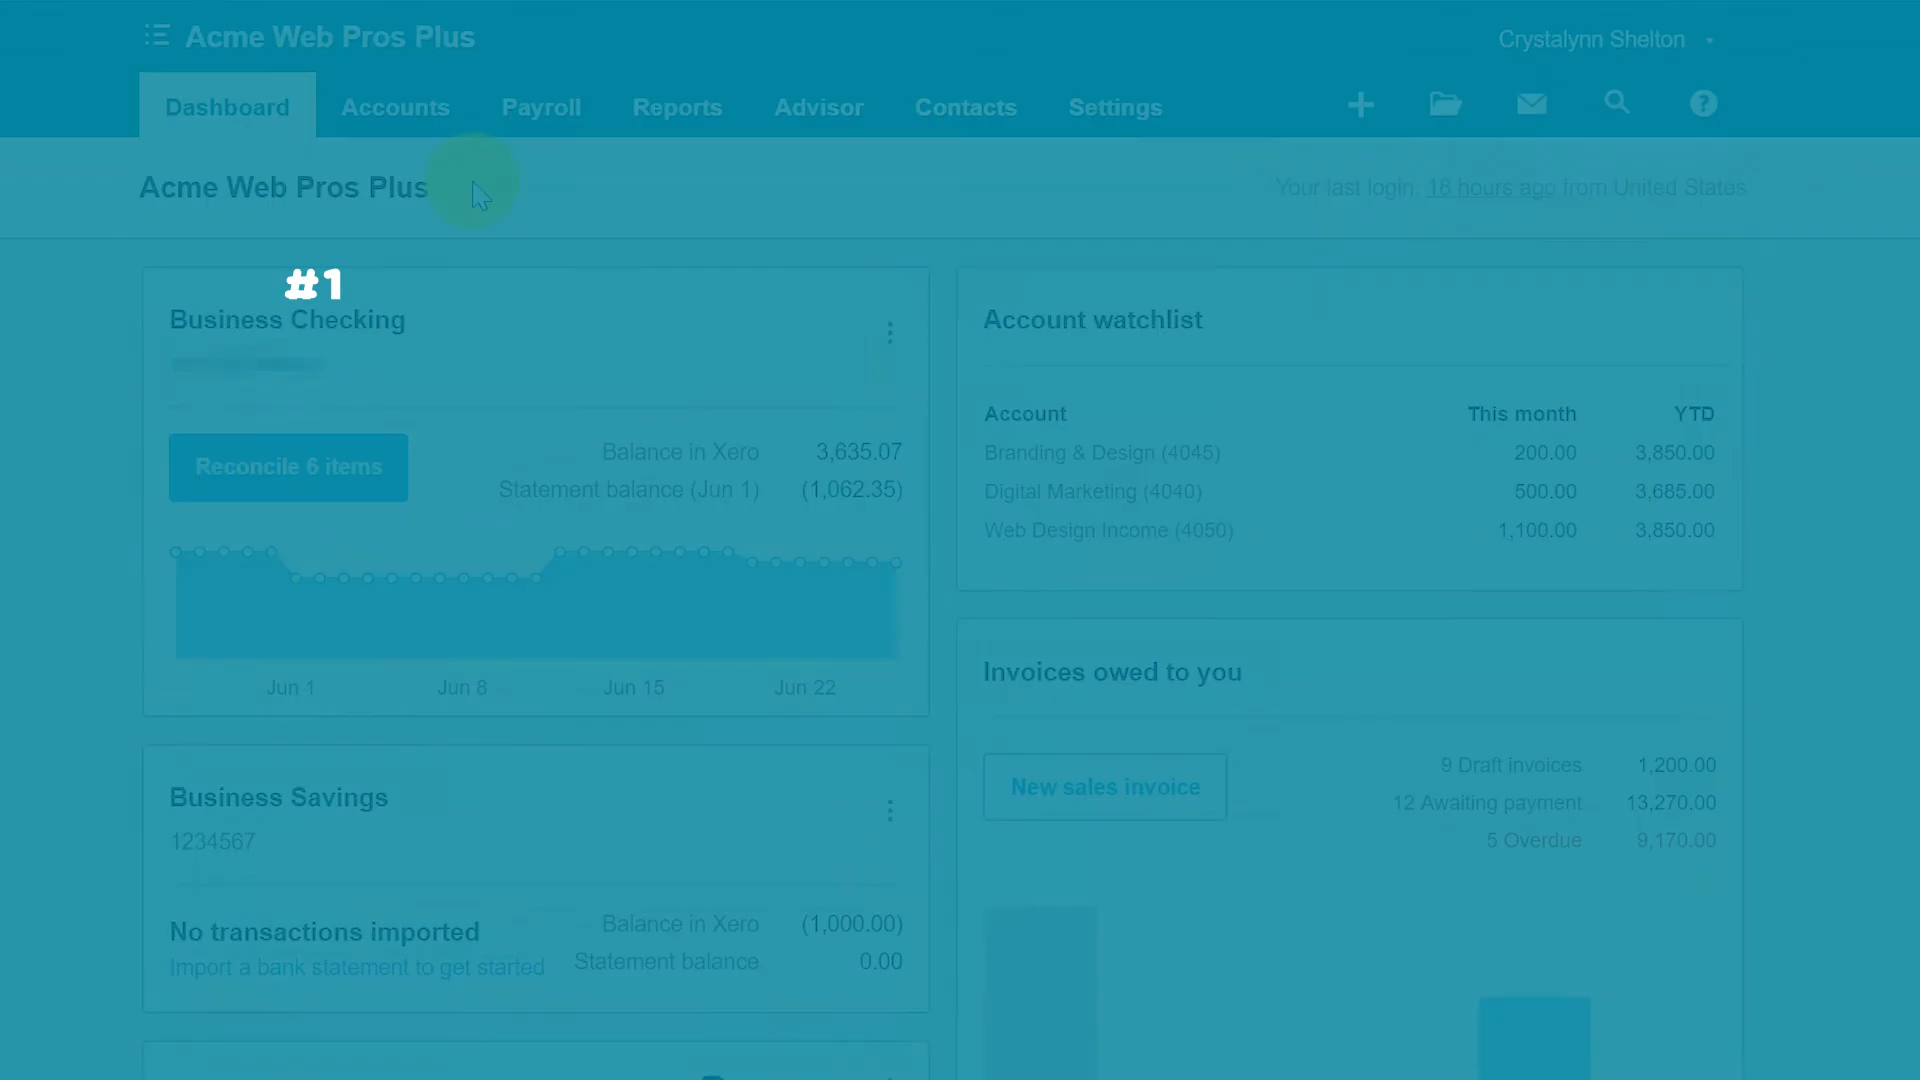 Acme Web Pros Plus
Crystalynn Shelton
Dashboard Accounts Payroll Reports Advisor Contacts Settings
Acme Web Pros Plus
Your last login: 18 hours ago from United States
#1
Business Checking
Reconcile 6 items
Balance in Xero 3,635.07
Statement balance (Jun 1) (1,062.35)
Jun 1 Jun 8 Jun 15 Jun 22
Business Savings
1234567
No transactions imported
Import a bank statement to get started
Balance in Xero (1,000.00)
Statement balance 0.00
Account watchlist
Account This month YTD
Branding & Design (4045) 200.00 3,850.00
Digital Marketing (4040) 500.00 3,685.00
Web Design Income (4050) 1,100.00 3,850.00
Invoices owed to you
New sales invoice
9 Draft invoices 1,200.00
12 Awaiting payment 13,270.00
5 Overdue 9,170.00